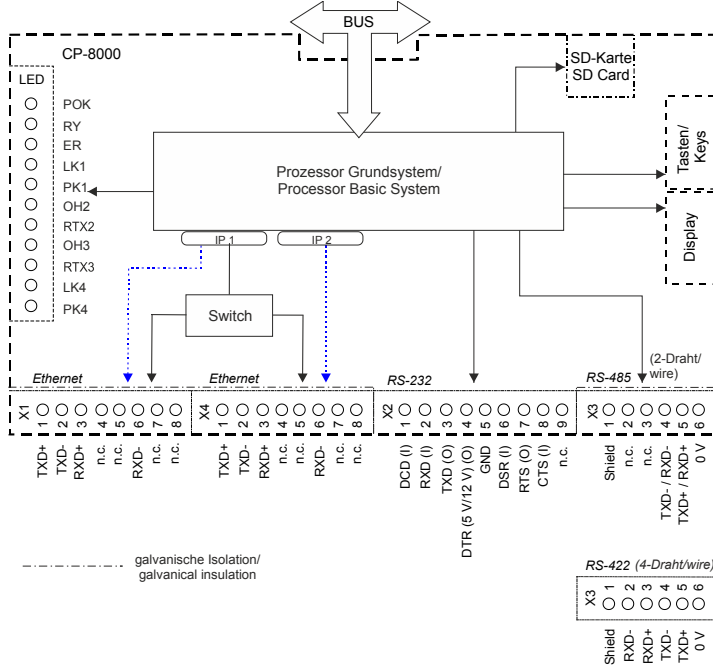 BUS
CP-8000
SD-Karte
SD Card
LED
POK
RY
ER
LK1
PK1
OH2
RTX2
OH3
RTX3
LK4
PK4
Prozessor Grundsystem/
Processor Basic System
Tasten/
Keys
Display
IP 1
IP 2
Switch
(2-Draht/
wire)
Ethernet
Ethernet
RS-232
RS-485
X1 1 2 3 4 5 6 7 8
TXD+
TXD-
RXD+
n.c.
n.c.
RXD-
n.c.
n.c.
X4 1 2 3 4 5 6 7 8
TXD+
TXD-
RXD+
n.c.
n.c.
RXD-
n.c.
n.c.
X2 1 2 3 4 5 6 7 8 9
DCD (I)
RXD (I)
TXD (O)
DTR (5 V/12 V) (O)
GND
DSR (I)
RTS (O)
CTS (I)
n.c.
X3 1 2 3 4 5 6
Shield
n.c.
n.c.
TXD- / RXD-
TXD+ / RXD+
0 V
galvanische Isolation/
galvanical insulation
RS-422 (4-Draht/wire)
X3 1 2 3 4 5 6
Shield
RXD-
RXD+
TXD-
TXD+
0 V